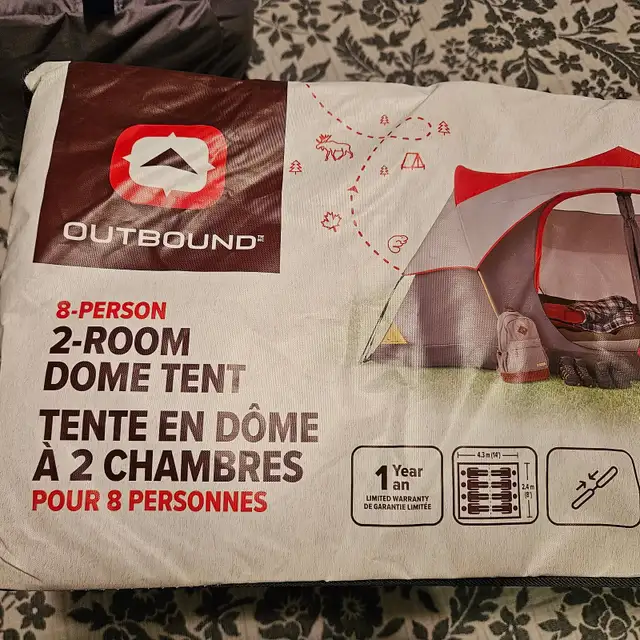 OUTBOUND
8-PERSON
2-ROOM
DOME TENT
TENTE EN DÔME
À 2 CHAMBRES
POUR 8 PERSONNES
1 Year
an
LIMITED WARRANTY
DE GARANTIE LIMITÉE
4.3 m (14')
2.4 m
(8')